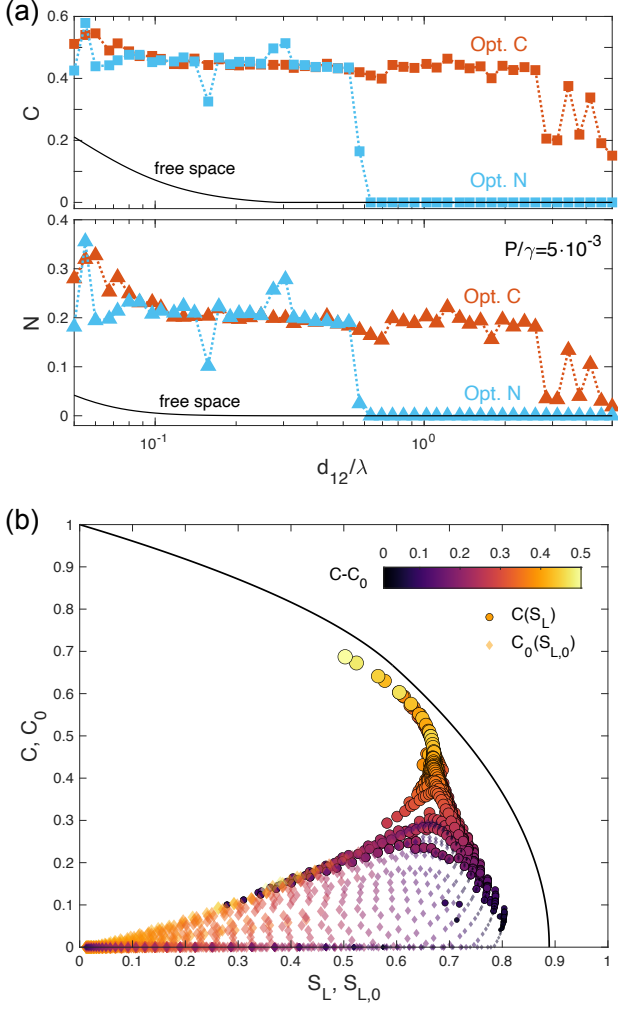 (a)
0.6
Opt. C
0.4
C
0.2
free space
Opt. N
0
0.4
P/γ=5·10⁻³
0.3
Opt. C
0.2
N
0.1
free space
Opt. N
0
10⁻¹
10⁰
d₁₂/λ
(b)
1
0 0.1 0.2 0.3 0.4 0.5
0.9
C-C₀
0.8
C(S_L)
C₀(S_L,0)
0.7
0.6
0.5
C, C₀
0.4
0.3
0.2
0.1
0
0 0.1 0.2 0.3 0.4 0.5 0.6 0.7 0.8 0.9 1
S_L, S_L,0